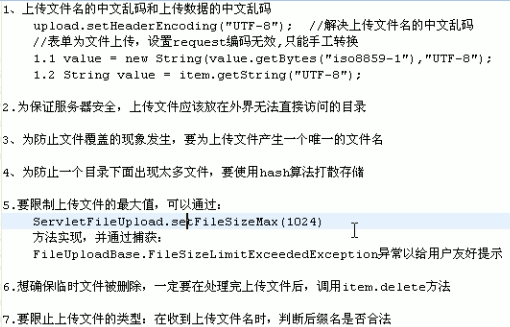 1、上传文件名的中文乱码和上传数据的中文乱码
upload.setHeaderEncoding("UTF-8"); //解决上传文件名的中文乱码
//表单为文件上传，设置request编码无效,只能手工转换
1.1 value = new String(value.getBytes("iso8859-1"),"UTF-8");
1.2 String value = item.getString("UTF-8");
2.为保证服务器安全，上传文件应该放在外界无法直接访问的目录
3、为防止文件覆盖的现象发生，要为上传文件产生一个唯一的文件名
4、为防止一个目录下面出现太多文件，要使用hash算法打散存储
5.要限制上传文件的最大值，可以通过：
ServletFileUpload.setFileSizeMax(1024)
方法实现，并通过捕获：
FileUploadBase.FileSizeLimitExceededException异常以给用户友好提示
6.想确保临时文件被删除，一定要在处理完上传文件后，调用item.delete方法
7.要限止上传文件的类型：在收到上传文件名时，判断后缀名是否合法